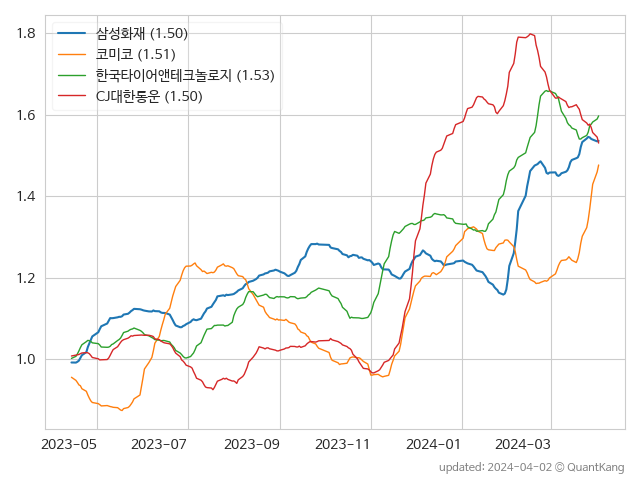 삼성화재 (1.50)
코미코 (1.51)
한국타이어앤테크놀로지 (1.53)
CJ대한통운 (1.50)
1.8
1.6
1.4
1.2
1.0
2023-05 2023-07 2023-09 2023-11 2024-01 2024-03
updated: 2024-04-02 © QuantKang